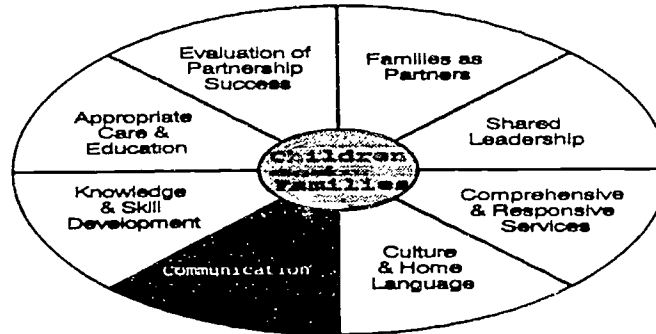 Evaluation of
Partnership
Success
Families as
Partners
Shared
Leadership
Comprehensive
& Responsive
Services
Culture
& Home
Language
Communication
Knowledge
& Skill
Development
Appropriate
Care &
Education
Children
Families